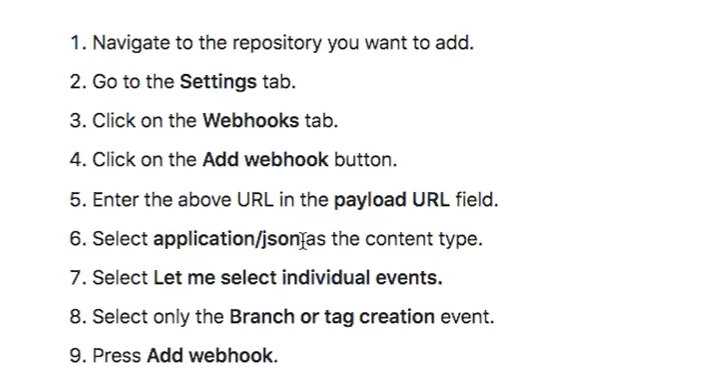 1. Navigate to the repository you want to add.
2. Go to the Settings tab.
3. Click on the Webhooks tab.
4. Click on the Add webhook button.
5. Enter the above URL in the payload URL field.
6. Select application/json as the content type.
7. Select Let me select individual events.
8. Select only the Branch or tag creation event.
9. Press Add webhook.